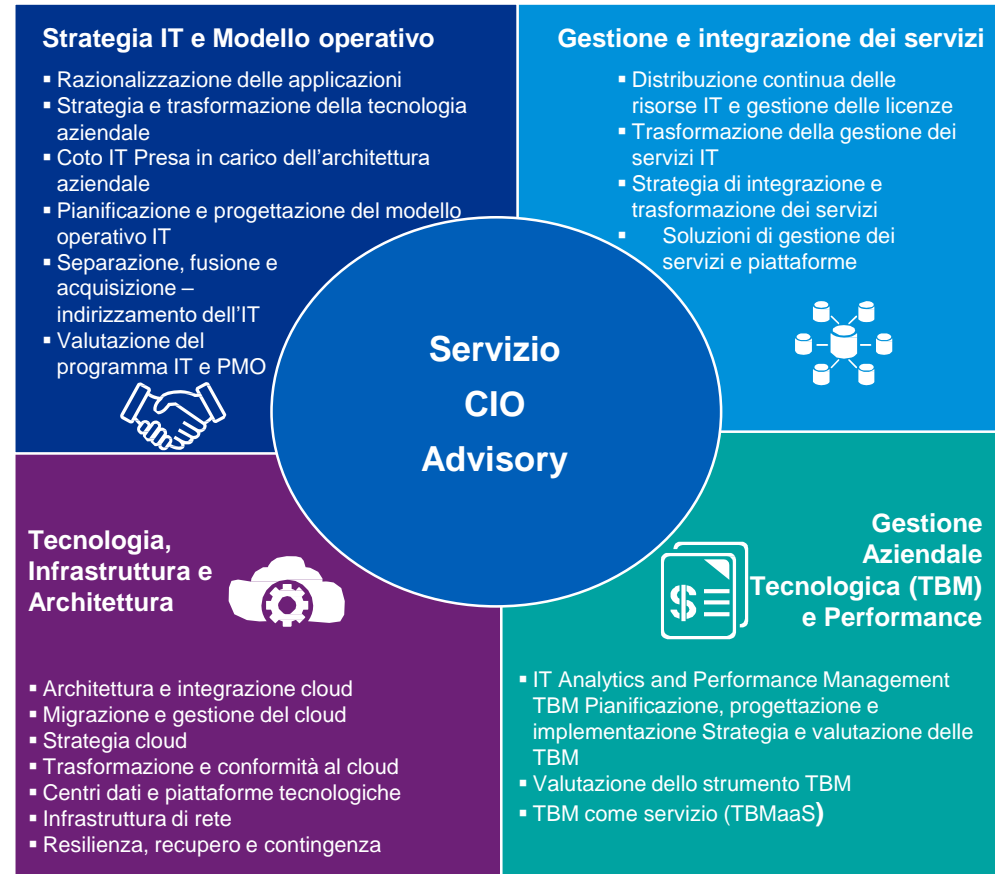 Strategia IT e Modello operativo
▪ Razionalizzazione delle applicazioni
▪ Strategia e trasformazione della tecnologia
aziendale
▪ Coto IT Presa in carico dell'architettura
aziendale
▪ Pianificazione e progettazione del modello
operativo IT
▪ Separazione, fusione e
acquisizione –
indirizzamento dell'IT
▪ Valutazione del
programma IT e PMO
Gestione e integrazione dei servizi
▪ Distribuzione continua delle
risorse IT e gestione delle licenze
▪ Trasformazione della gestione dei
servizi IT
▪ Strategia di integrazione e
trasformazione dei servizi
▪ Soluzioni di gestione dei
servizi e piattaforme
Servizio
CIO
Advisory
Tecnologia,
Infrastruttura e
Architettura
▪ Architettura e integrazione cloud
▪ Migrazione e gestione del cloud
▪ Strategia cloud
▪ Trasformazione e conformità al cloud
▪ Centri dati e piattaforme tecnologiche
▪ Infrastruttura di rete
▪ Resilienza, recupero e contingenza
$
Gestione
Aziendale
Tecnologica (TBM)
e Performance
▪ IT Analytics and Performance Management
TBM Pianificazione, progettazione e
implementazione Strategia e valutazione delle
TBM
▪ Valutazione dello strumento TBM
▪ TBM come servizio (TBMaaS)